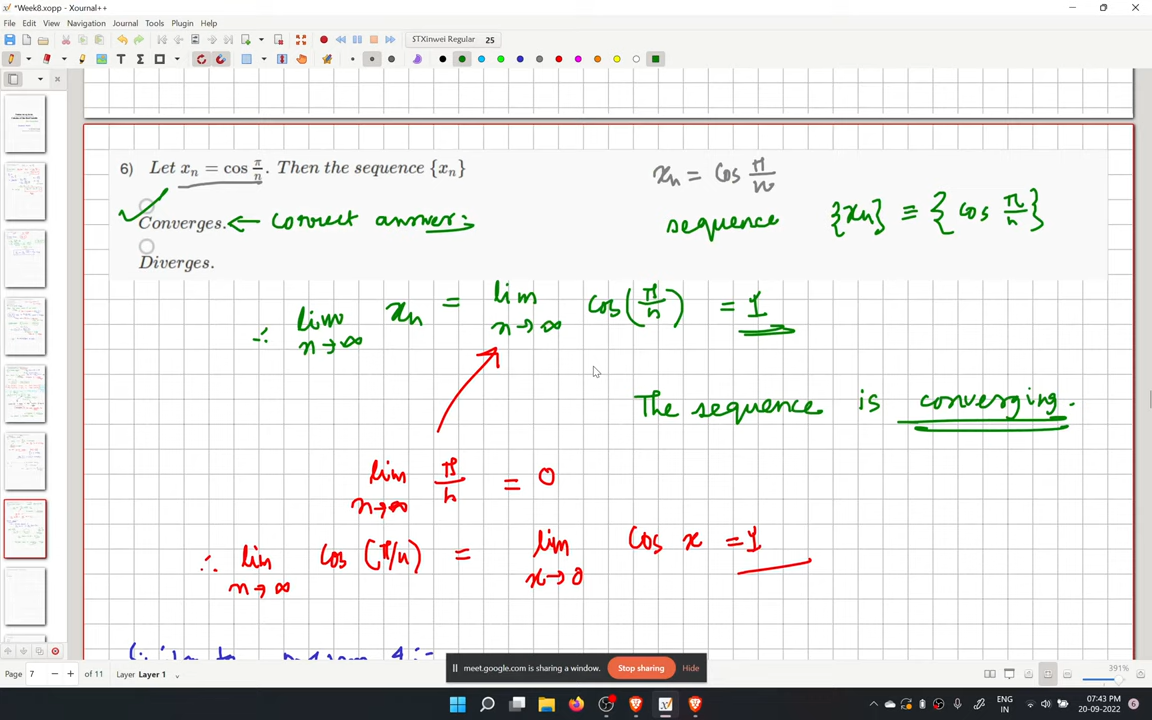 *Week8.xopp - Xournal++
File Edit View Navigation Journal Tools Plugin Help
STXinwei Regular 25
6) Let xₙ = cos π/n. Then the sequence {xₙ}
xₙ = cos π/n
Converges. ← correct answer:
sequence {xₙ} ≡ {cos π/n}
Diverges.
∴ lim n→∞ xₙ = lim n→∞ cos(π/n) = 1
The sequence is converging.
lim n→∞ π/n = 0
∴ lim n→∞ cos (π/n) = lim x→0 cos x = 1
meet.google.com is sharing a window. Stop sharing Hide
Page 7 of 11 Layer Layer 1
391%
ENG
IN
07:43 PM
20-09-2022
6